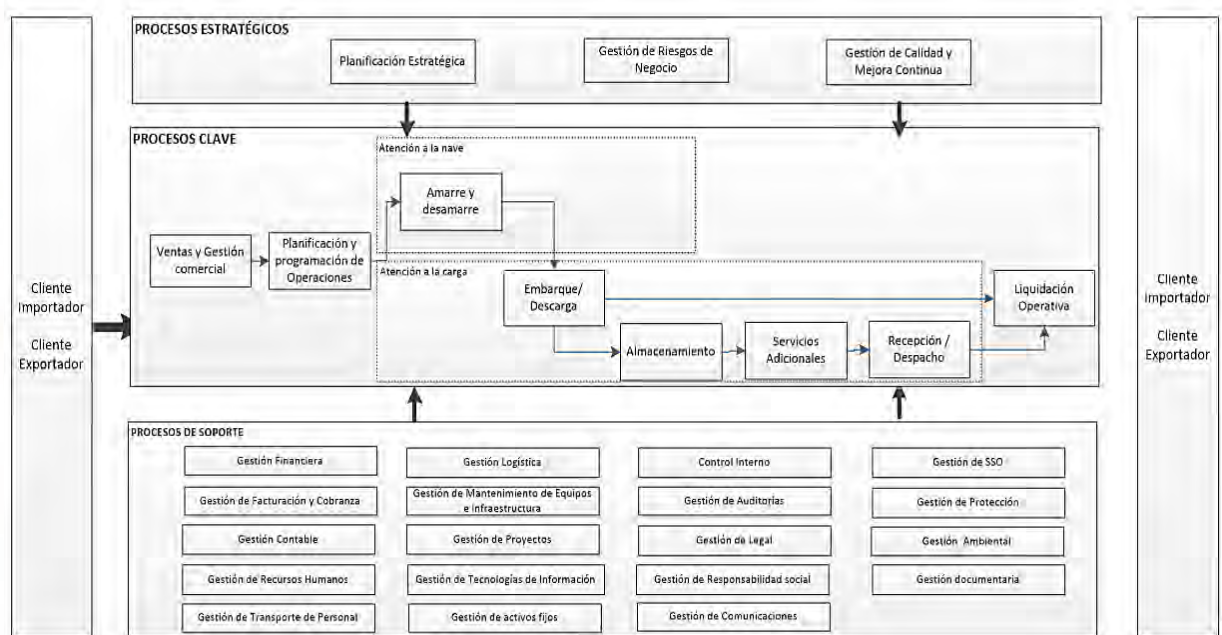 PROCESOS ESTRATÉGICOS
Planificación Estratégica
Gestión de Riesgos de
Negocio
Gestión de Calidad y
Mejora Continua
PROCESOS CLAVE
Atención a la nave
Amarre y
desamarre
Ventas y Gestión
comercial
Planificación y
programación de
Operaciones
Atención a la carga
Embarque/
Descarga
Almacenamiento
Servicios
Adicionales
Recepción /
Despacho
Liquidación
Operativa
Cliente
Importador
Cliente
Exportador
Cliente
Importador
Cliente
Exportador
PROCESOS DE SOPORTE
Gestión Financiera
Gestión Logística
Control Interno
Gestión de SSO
Gestión de Facturación y Cobranza
Gestión de Mantenimiento de Equipos
e Infraestructura
Gestión de Auditorías
Gestión de Protección
Gestión Contable
Gestión de Proyectos
Gestión de Legal
Gestión Ambiental
Gestión de Recursos Humanos
Gestión de Tecnologías de Información
Gestión de Responsabilidad social
Gestión documentaria
Gestión de Transporte de Personal
Gestión de activos fijos
Gestión de Comunicaciones